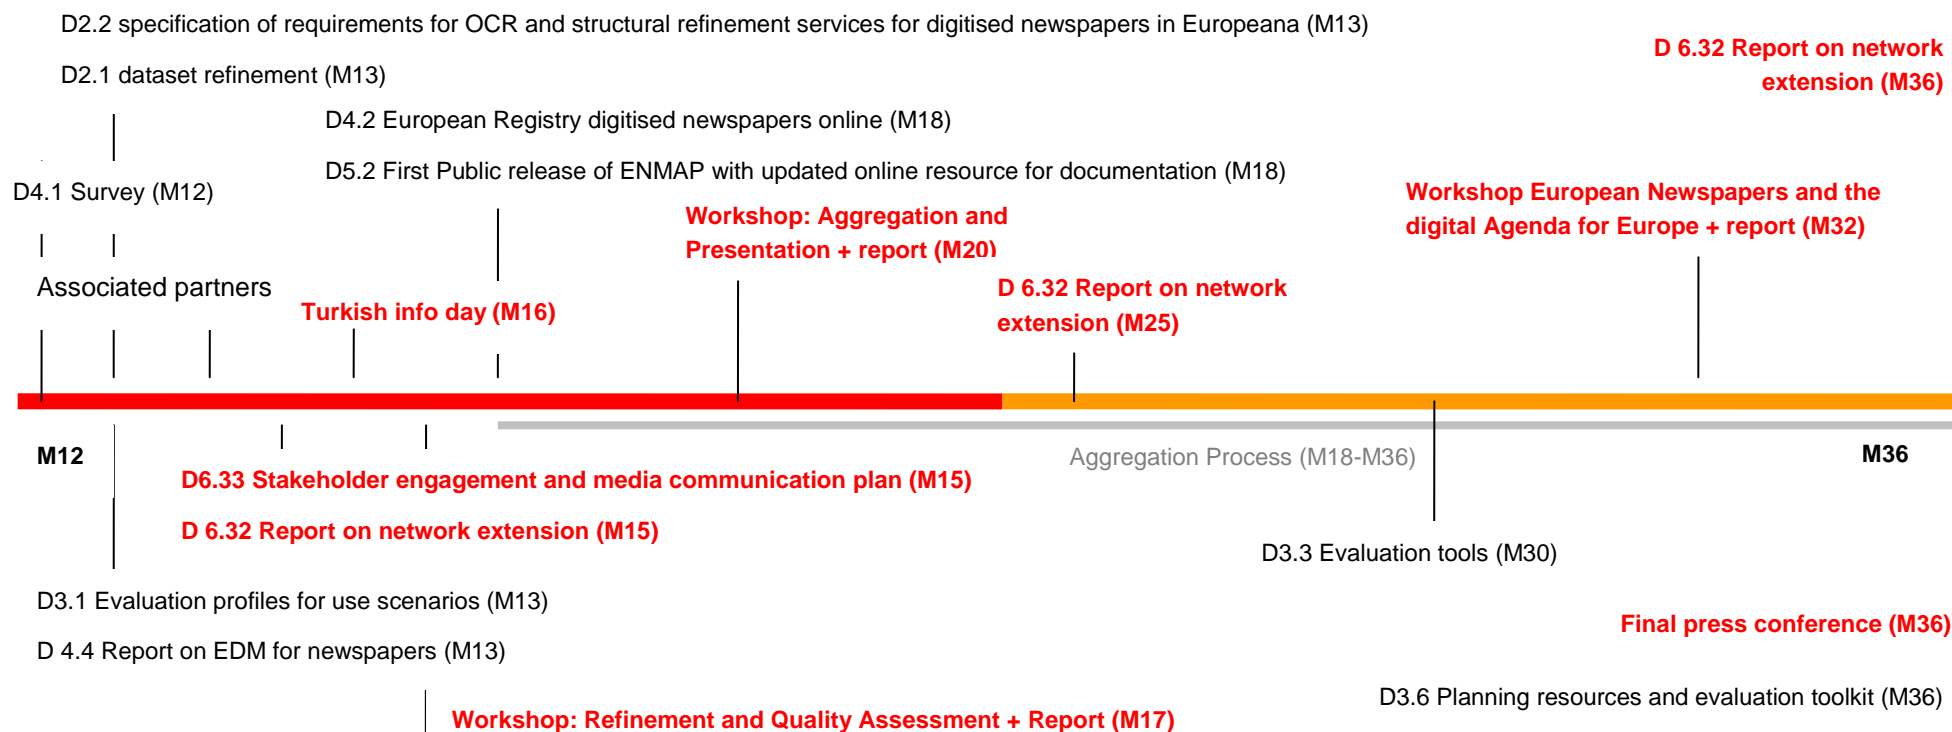 D2.2 specification of requirements for OCR and structural refinement services for digitised newspapers in Europeana (M13)
D 6.32 Report on network
extension (M36)
D2.1 dataset refinement (M13)
D4.2 European Registry digitised newspapers online (M18)
D5.2 First Public release of ENMAP with updated online resource for documentation (M18)
D4.1 Survey (M12)
Workshop: Aggregation and
Presentation + report (M20)
Workshop European Newspapers and the
digital Agenda for Europe + report (M32)
Associated partners
Turkish info day (M16)
D 6.32 Report on network
extension (M25)
M12
Aggregation Process (M18-M36)
M36
D6.33 Stakeholder engagement and media communication plan (M15)
D 6.32 Report on network extension (M15)
D3.3 Evaluation tools (M30)
D3.1 Evaluation profiles for use scenarios (M13)
Final press conference (M36)
D 4.4 Report on EDM for newspapers (M13)
D3.6 Planning resources and evaluation toolkit (M36)
Workshop: Refinement and Quality Assessment + Report (M17)